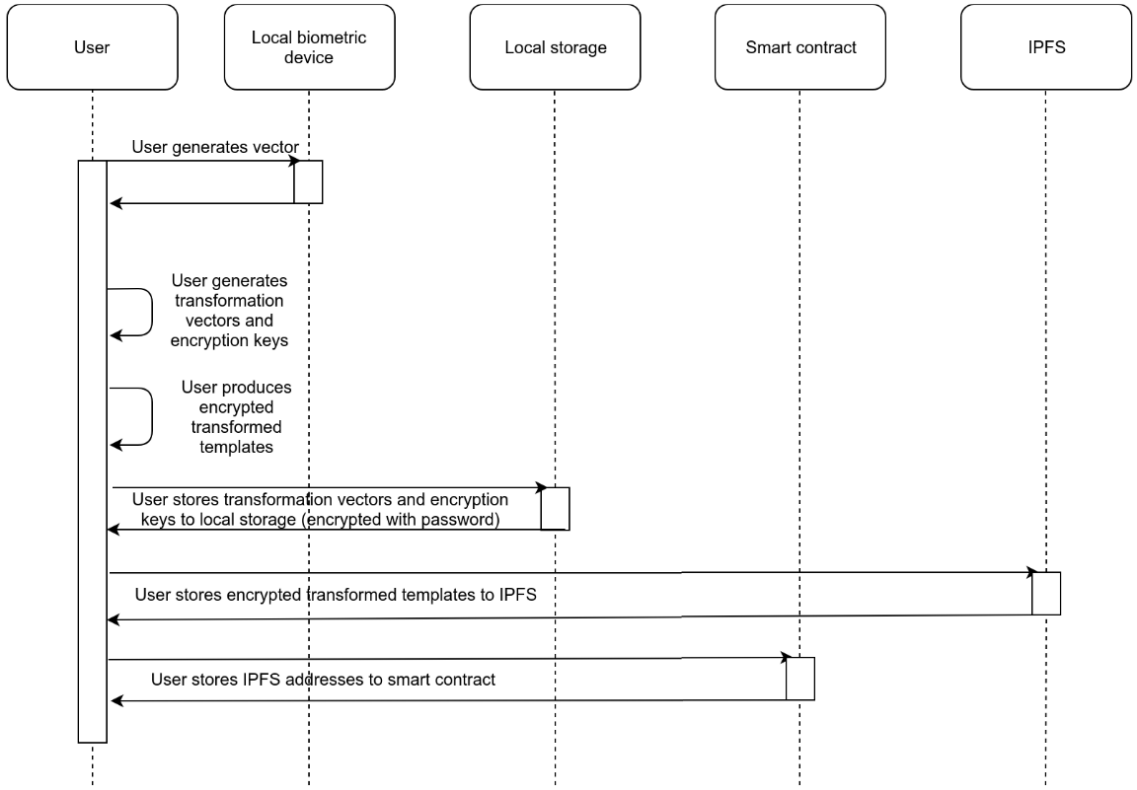 User
Local biometric
device
Local storage
Smart contract
IPFS
User generates vector
User generates
transformation
vectors and
encryption keys
User produces
encrypted
transformed
templates
User stores transformation vectors and encryption
keys to local storage (encrypted with password)
User stores encrypted transformed templates to IPFS
User stores IPFS addresses to smart contract